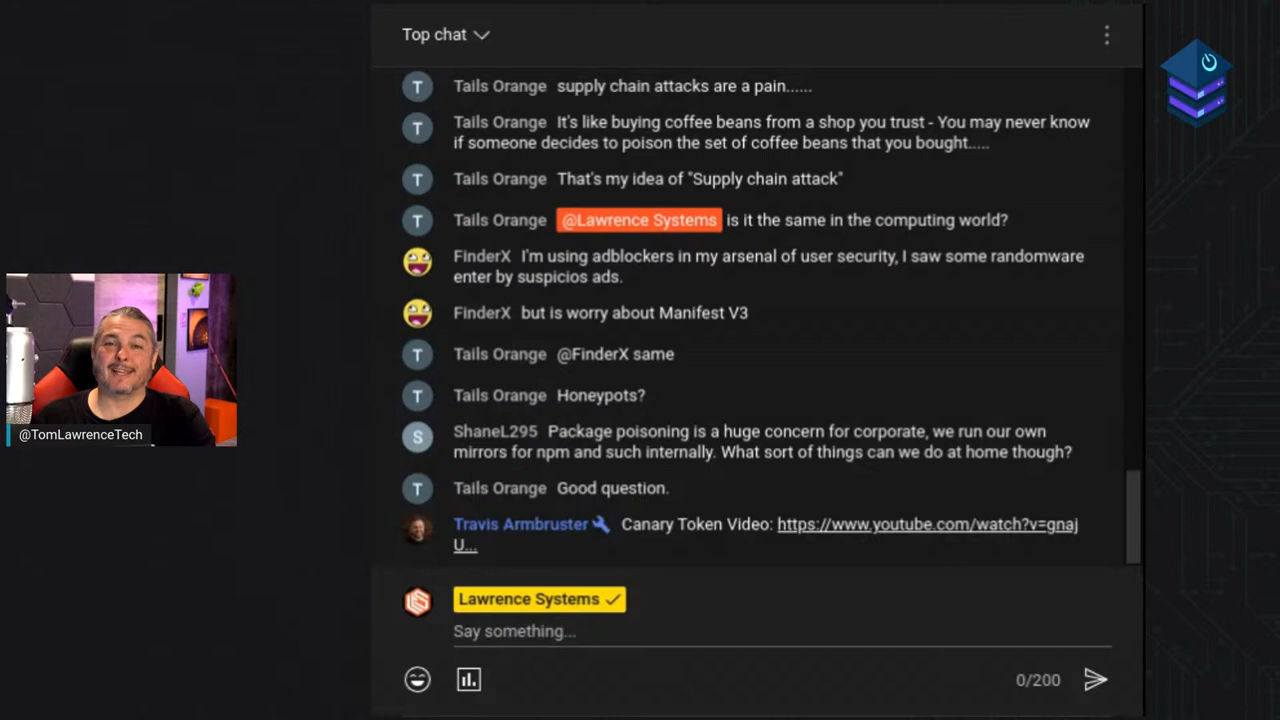 Top chat
Tails Orange supply chain attacks are a pain......
Tails Orange It's like buying coffee beans from a shop you trust - You may never know
if someone decides to poison the set of coffee beans that you bought.....
Tails Orange That's my idea of "Supply chain attack"
Tails Orange @Lawrence Systems is it the same in the computing world?
FinderX I'm using adblockers in my arsenal of user security, I saw some randomware
enter by suspicios ads.
FinderX but is worry about Manifest V3
Tails Orange @FinderX same
Tails Orange Honeypots?
ShaneL295 Package poisoning is a huge concern for corporate, we run our own
mirrors for npm and such internally. What sort of things can we do at home though?
Tails Orange Good question.
Travis Armbruster Canary Token Video: https://www.youtube.com/watch?v=gnaj
U...
Lawrence Systems
Say something...
0/200
@TomLawrenceTech
T
T
T
T
T
T
S
T